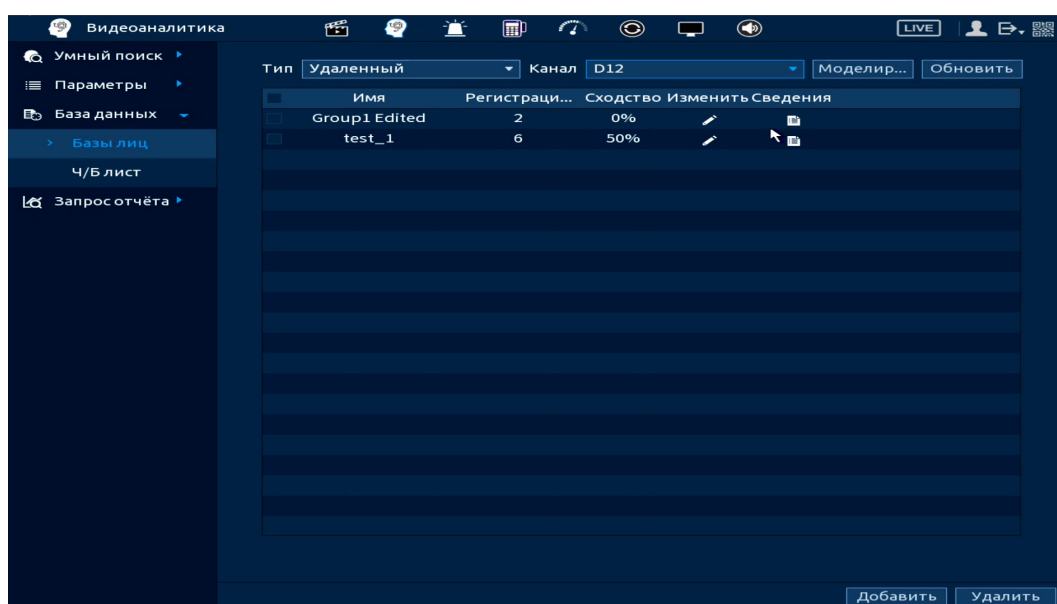 Видеоаналитика LIVE
Умный поиск
Тип Удаленный Канал D12 Моделир... Обновить
Параметры
Имя Регистраци... Сходство Изменить Сведения
База данных Group1 Edited 2 0%
Базы лиц test_1 6 50%
Ч/Б лист
Запрос отчёта
Добавить Удалить